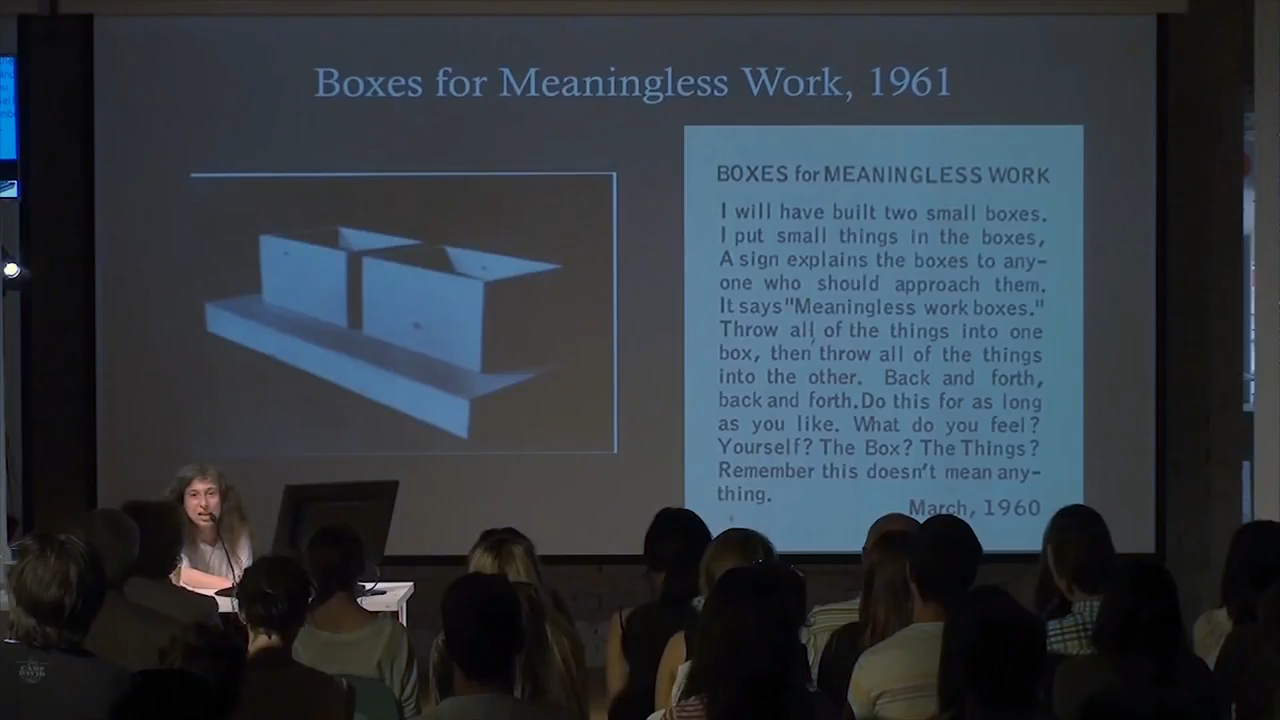 Boxes for Meaningless Work, 1961
BOXES for MEANINGLESS WORK
I will have built two small boxes.
I put small things in the boxes,
A sign explains the boxes to any-
one who should approach them.
It says "Meaningless work boxes."
Throw all of the things into one
box, then throw all of the things
into the other. Back and forth,
back and forth. Do this for as long
as you like. What do you feel?
Yourself? The Box? The Things?
Remember this doesn't mean any-
thing.
March, 1960
CAMP
DAVID